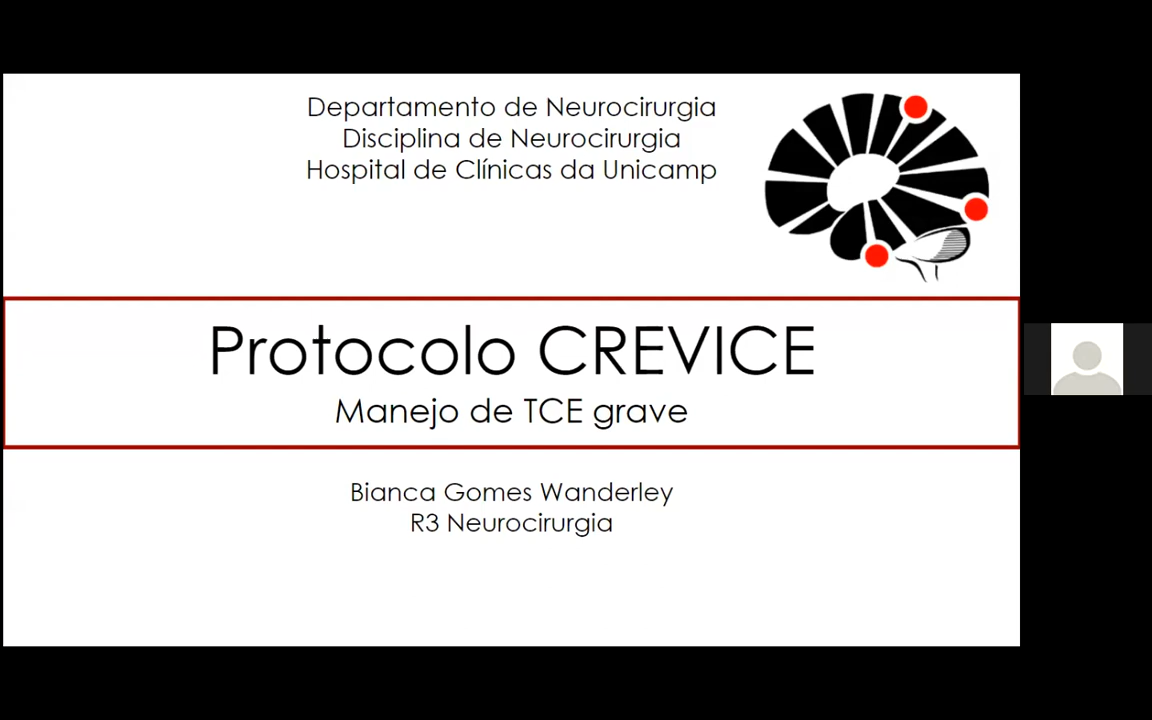 Departamento de Neurocirurgia
Disciplina de Neurocirurgia
Hospital de Clínicas da Unicamp
Protocolo CREVICE
Manejo de TCE grave
Bianca Gomes Wanderley
R3 Neurocirurgia